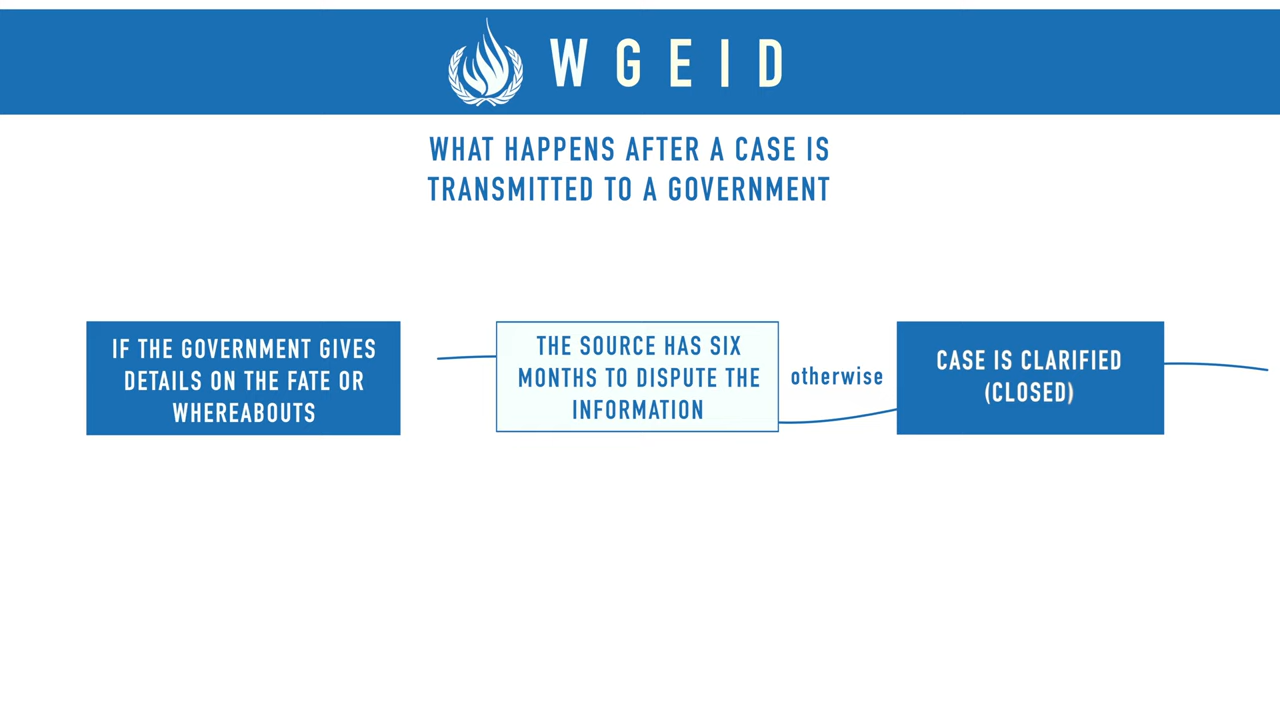 WGEID
WHAT HAPPENS AFTER A CASE IS
TRANSMITTED TO A GOVERNMENT
IF THE GOVERNMENT GIVES
DETAILS ON THE FATE OR
WHEREABOUTS
THE SOURCE HAS SIX
MONTHS TO DISPUTE THE
INFORMATION
otherwise
CASE IS CLARIFIED
(CLOSED)